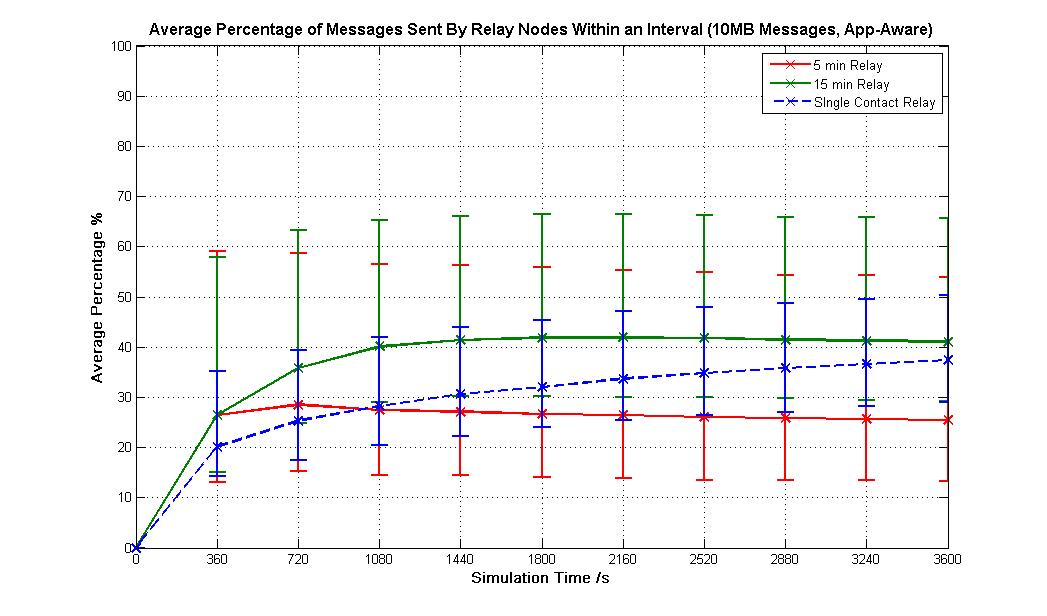 Average Percentage of Messages Sent By Relay Nodes Within an Interval (10MB Messages, App-Aware)
5 min Relay
15 min Relay
SIngle Contact Relay
Average Percentage %
100
90
80
70
60
50
40
30
20
10
0
0 360 720 1080 1440 1800 2160 2520 2880 3240 3600
Simulation Time /s